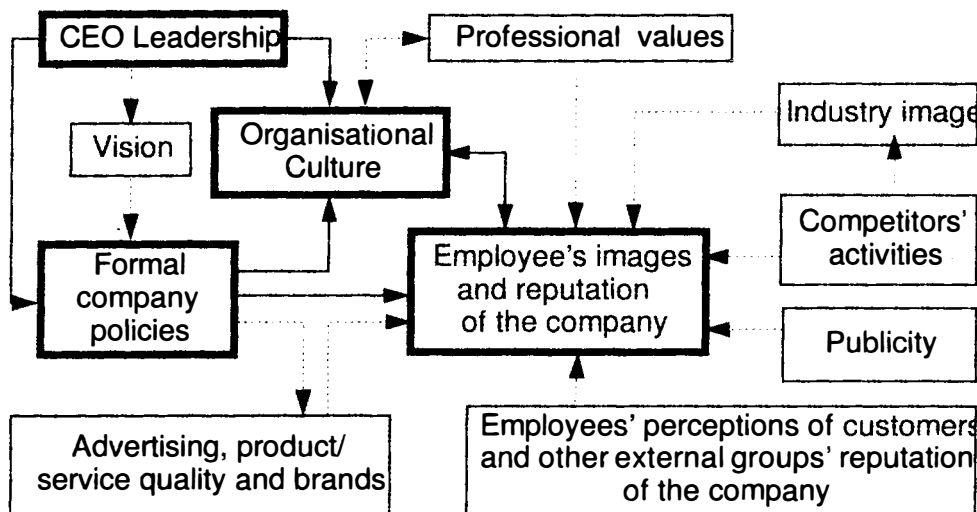 CEO Leadership
Professional values
Industry image
Vision
Organisational
Culture
Competitors'
activities
Formal
company
policies
Employee's images
and reputation
of the company
Publicity
Advertising, product/
service quality and brands
Employees' perceptions of customers
and other external groups' reputation
of the company